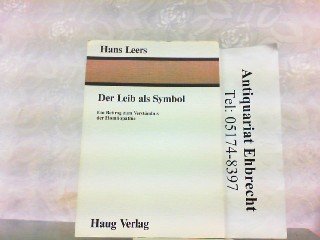 Hans Leers
Der Leib als Symbol
Ein Beitrag zum Verständnis
der Homöopathie
Haug Verlag
Antiquariat Ehbrecht
Tel: 05174-8397